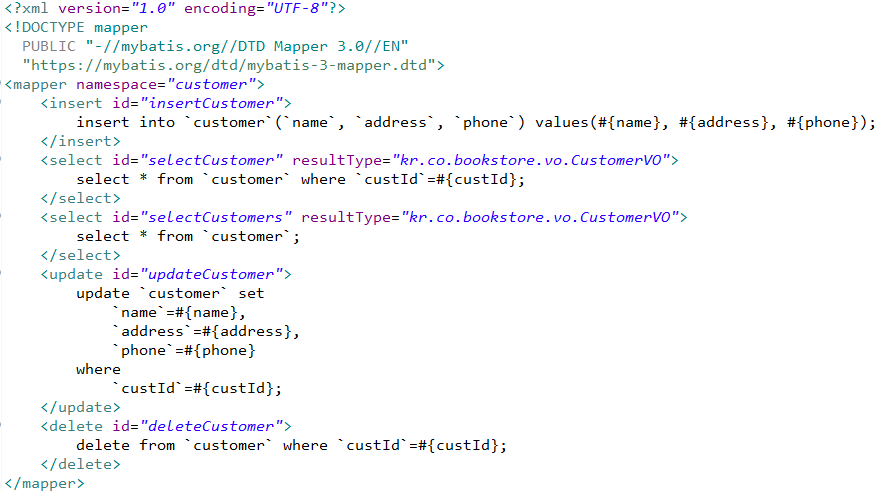 <?xml version="1.0" encoding="UTF-8"?>
<!DOCTYPE mapper
  PUBLIC "-//mybatis.org//DTD Mapper 3.0//EN"
  "https://mybatis.org/dtd/mybatis-3-mapper.dtd">
<mapper namespace="customer">
    <insert id="insertCustomer">
        insert into `customer`(`name`, `address`, `phone`) values(#{name}, #{address}, #{phone});
    </insert>
    <select id="selectCustomer" resultType="kr.co.bookstore.vo.CustomerVO">
        select * from `customer` where `custId`=#{custId};
    </select>
    <select id="selectCustomers" resultType="kr.co.bookstore.vo.CustomerVO">
        select * from `customer`;
    </select>
    <update id="updateCustomer">
        update `customer` set
            `name`=#{name},
            `address`=#{address},
            `phone`=#{phone}
        where
            `custId`=#{custId};
    </update>
    <delete id="deleteCustomer">
        delete from `customer` where `custId`=#{custId};
    </delete>
</mapper>